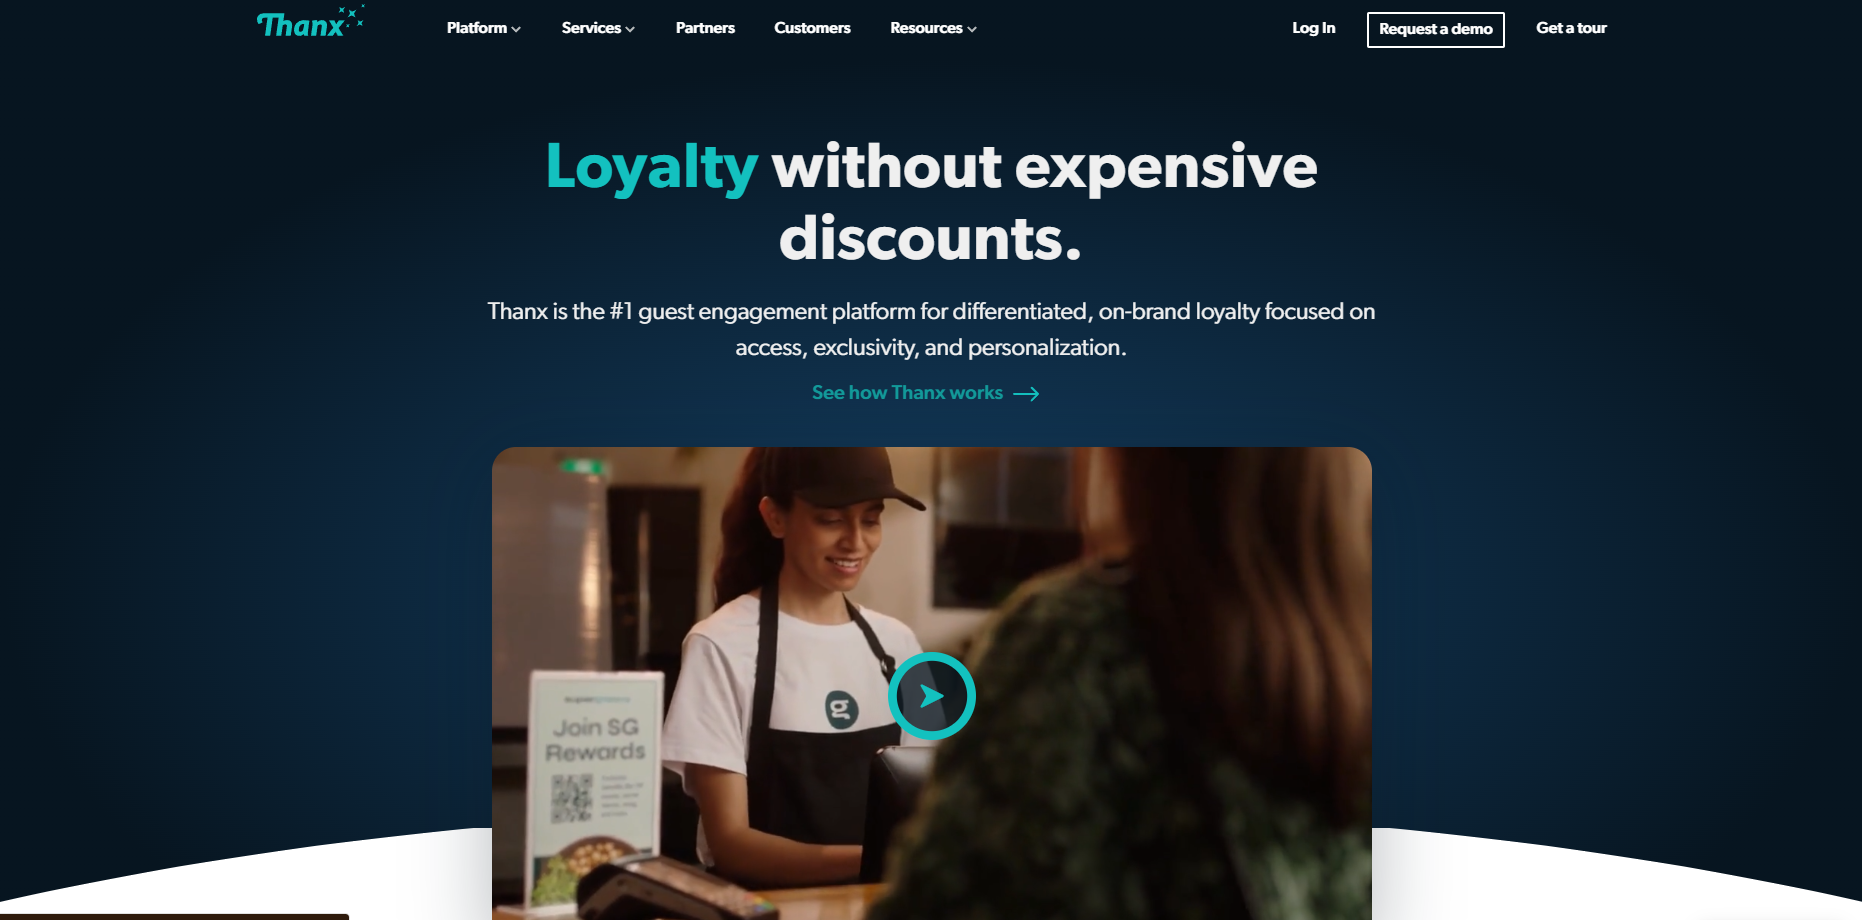 Thanx
Platform
Services
Partners
Customers
Resources
Log In
Request a demo
Get a tour
Loyalty without expensive
discounts.
Thanx is the #1 guest engagement platform for differentiated, on-brand loyalty focused on
access, exclusivity, and personalization.
See how Thanx works
g
Join SG
Rewards